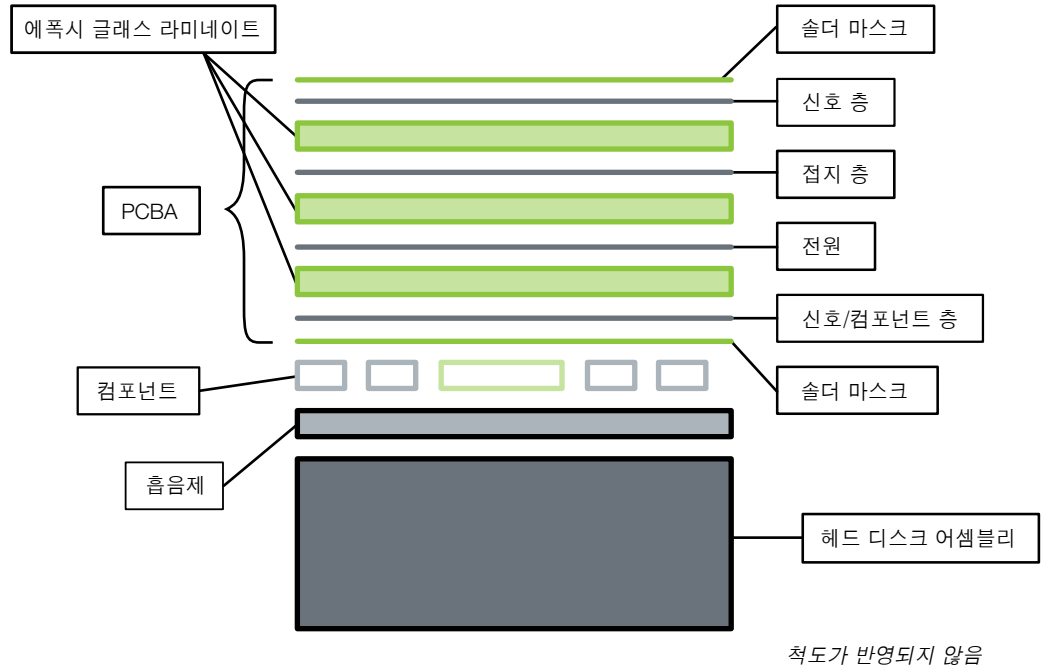 에폭시 글래스 라미네이트
솔더 마스크
신호 층
접지 층
PCBA
전원
신호/컴포넌트 층
컴포넌트
솔더 마스크
흡음제
헤드 디스크 어셈블리
척도가 반영되지 않음